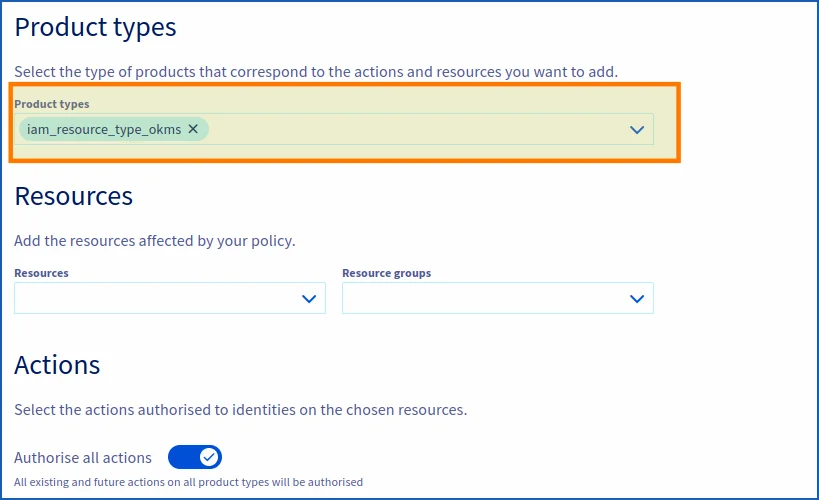 Product types
Select the type of products that correspond to the actions and resources you want to add.
Product types
iam_resource_type_okms ✕
Resources
Add the resources affected by your policy.
Resources Resource groups
Actions
Select the actions authorised to identities on the chosen resources.
Authorise all actions
All existing and future actions on all product types will be authorised